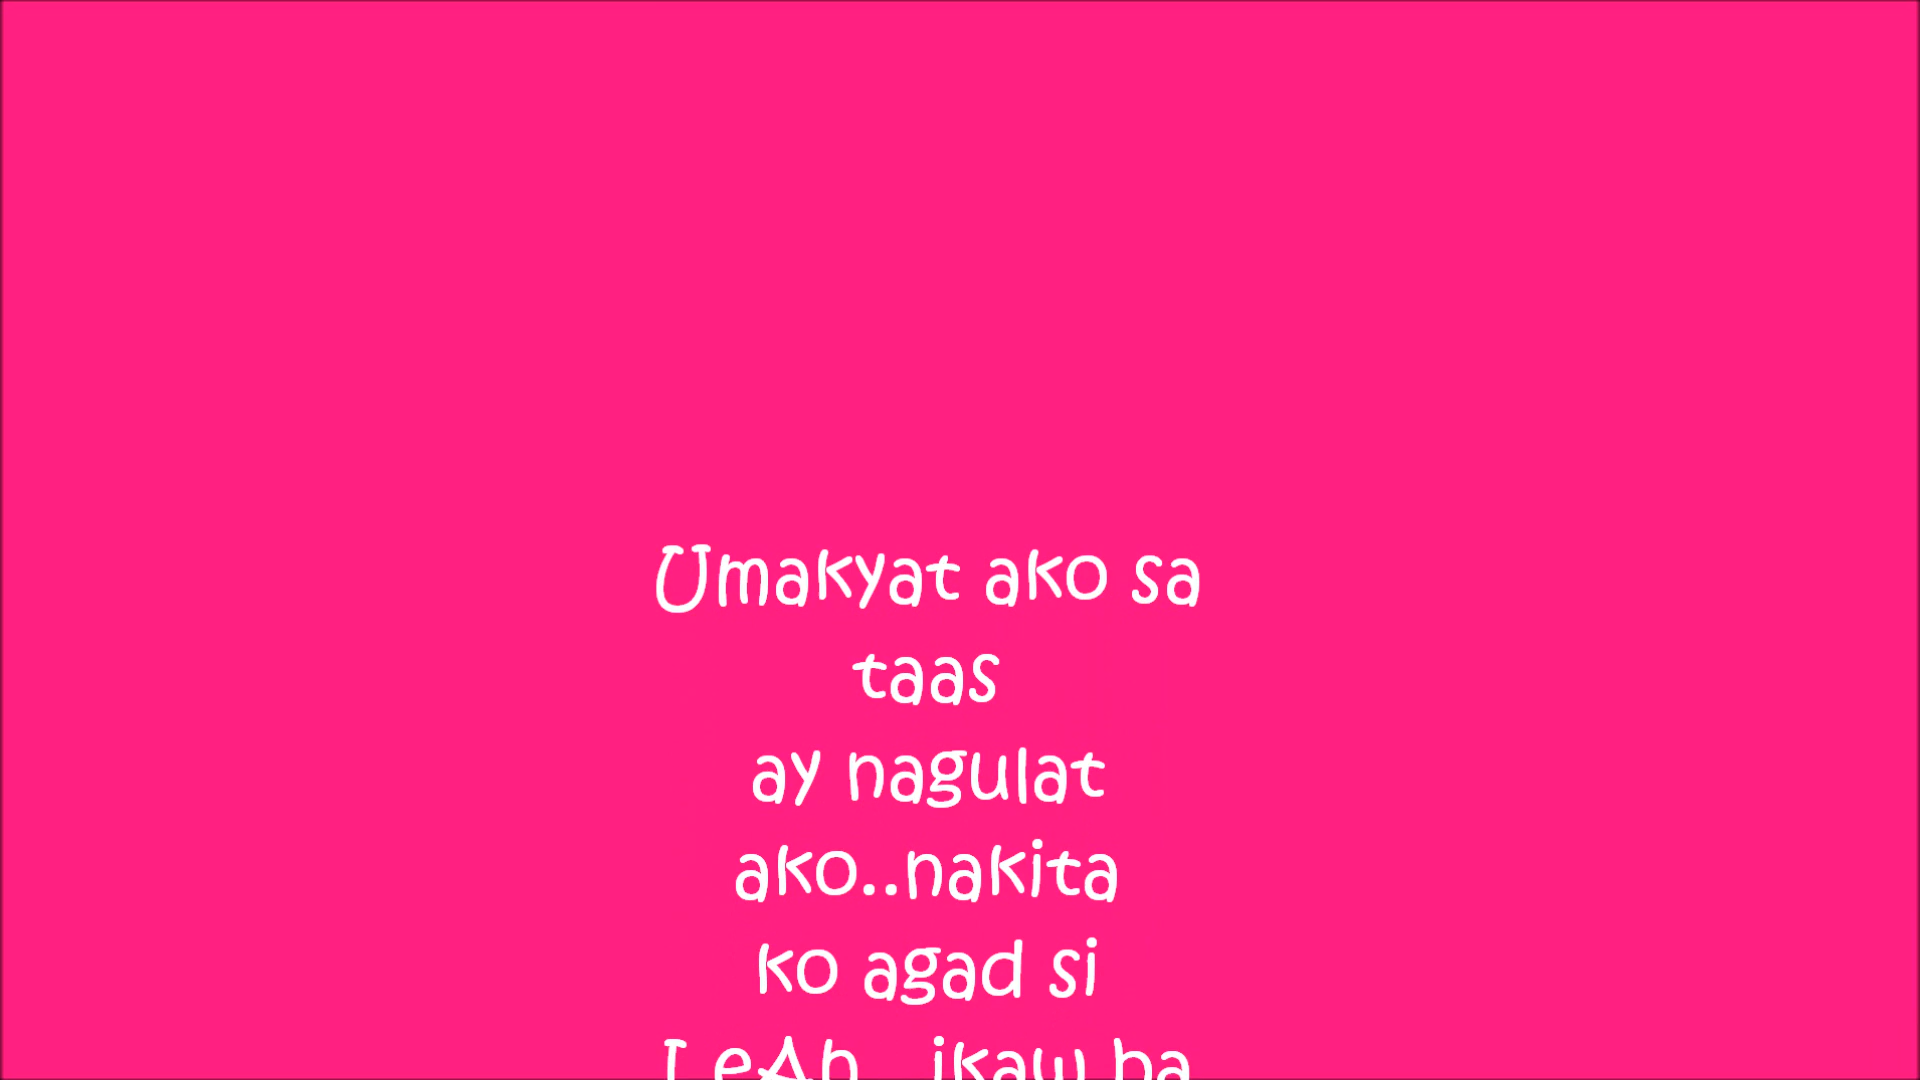 Umakyat ako sa
taas
ay nagulat
ako..nakita
ko agad si
LeAh ikaw ba